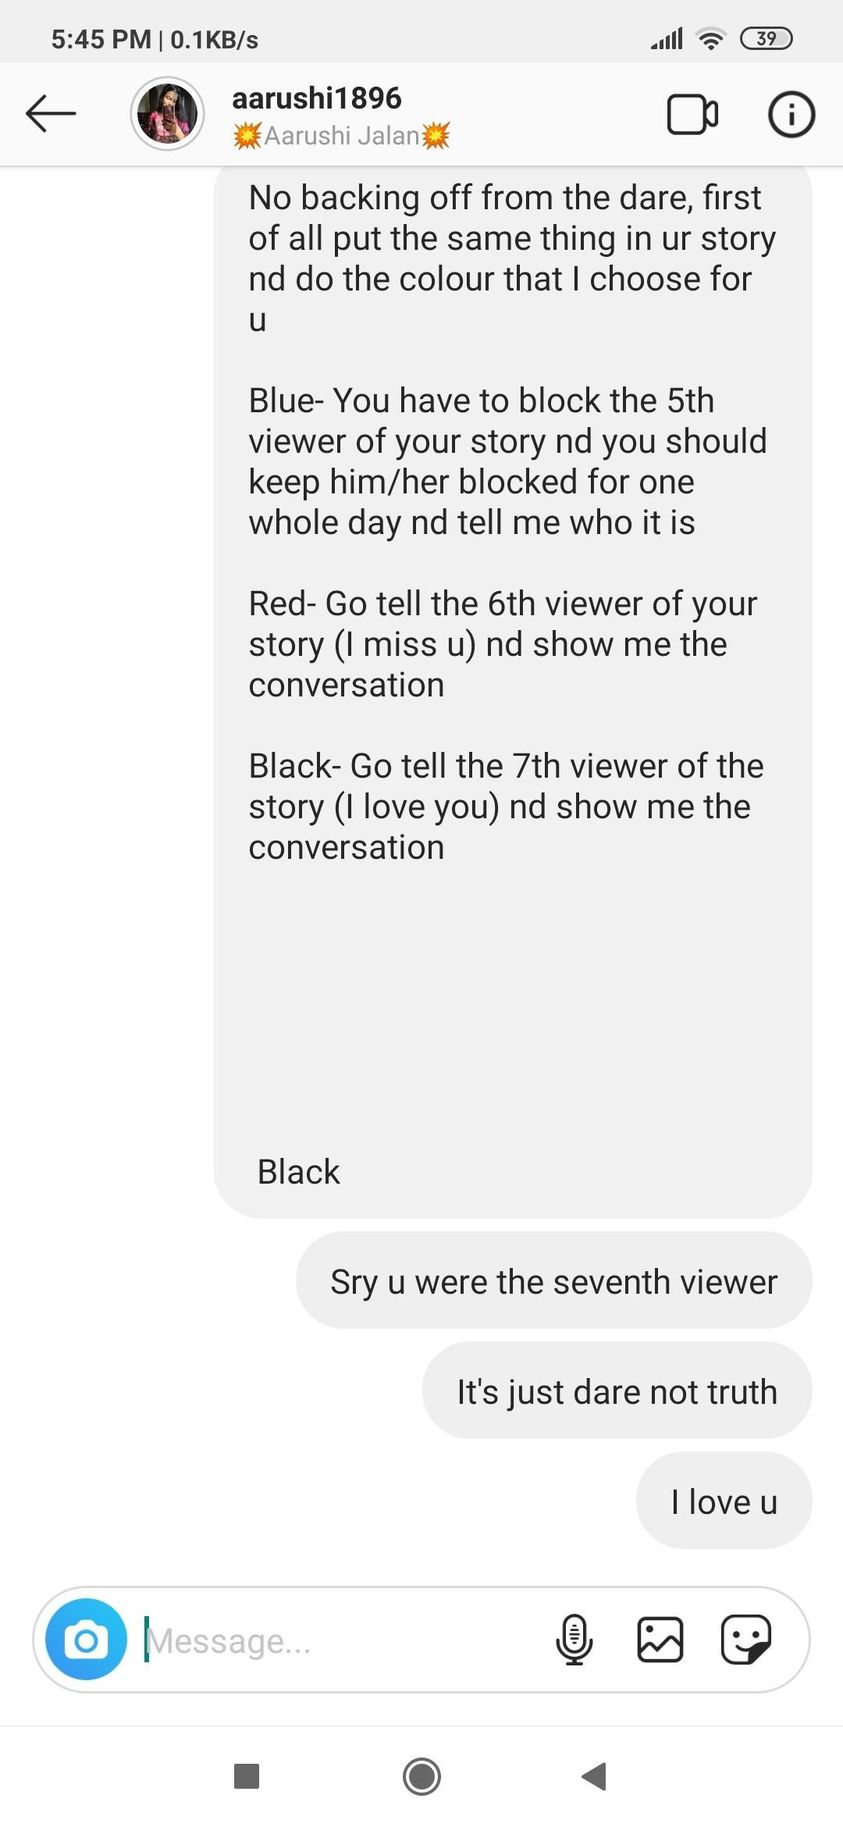 5:45 PM | 0.1KB/s
39
aarushi1896
💥Aarushi Jalan💥
No backing off from the dare, first
of all put the same thing in ur story
nd do the colour that I choose for
u
Blue- You have to block the 5th
viewer of your story nd you should
keep him/her blocked for one
whole day nd tell me who it is
Red- Go tell the 6th viewer of your
story (I miss u) nd show me the
conversation
Black- Go tell the 7th viewer of the
story (I love you) nd show me the
conversation
Black
Sry u were the seventh viewer
It's just dare not truth
I love u
Message...